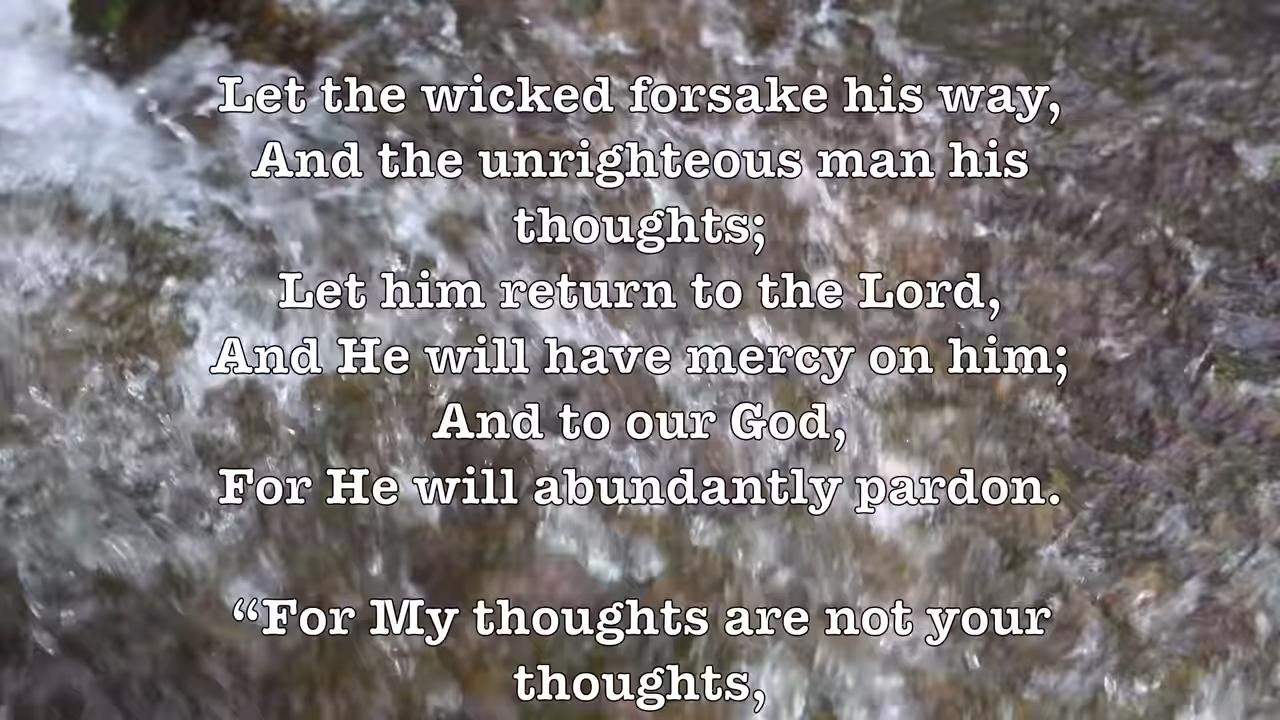 Let the wicked forsake his way,
And the unrighteous man his
thoughts;
Let him return to the Lord,
And He will have mercy on him;
And to our God,
For He will abundantly pardon.
“For My thoughts are not your
thoughts,